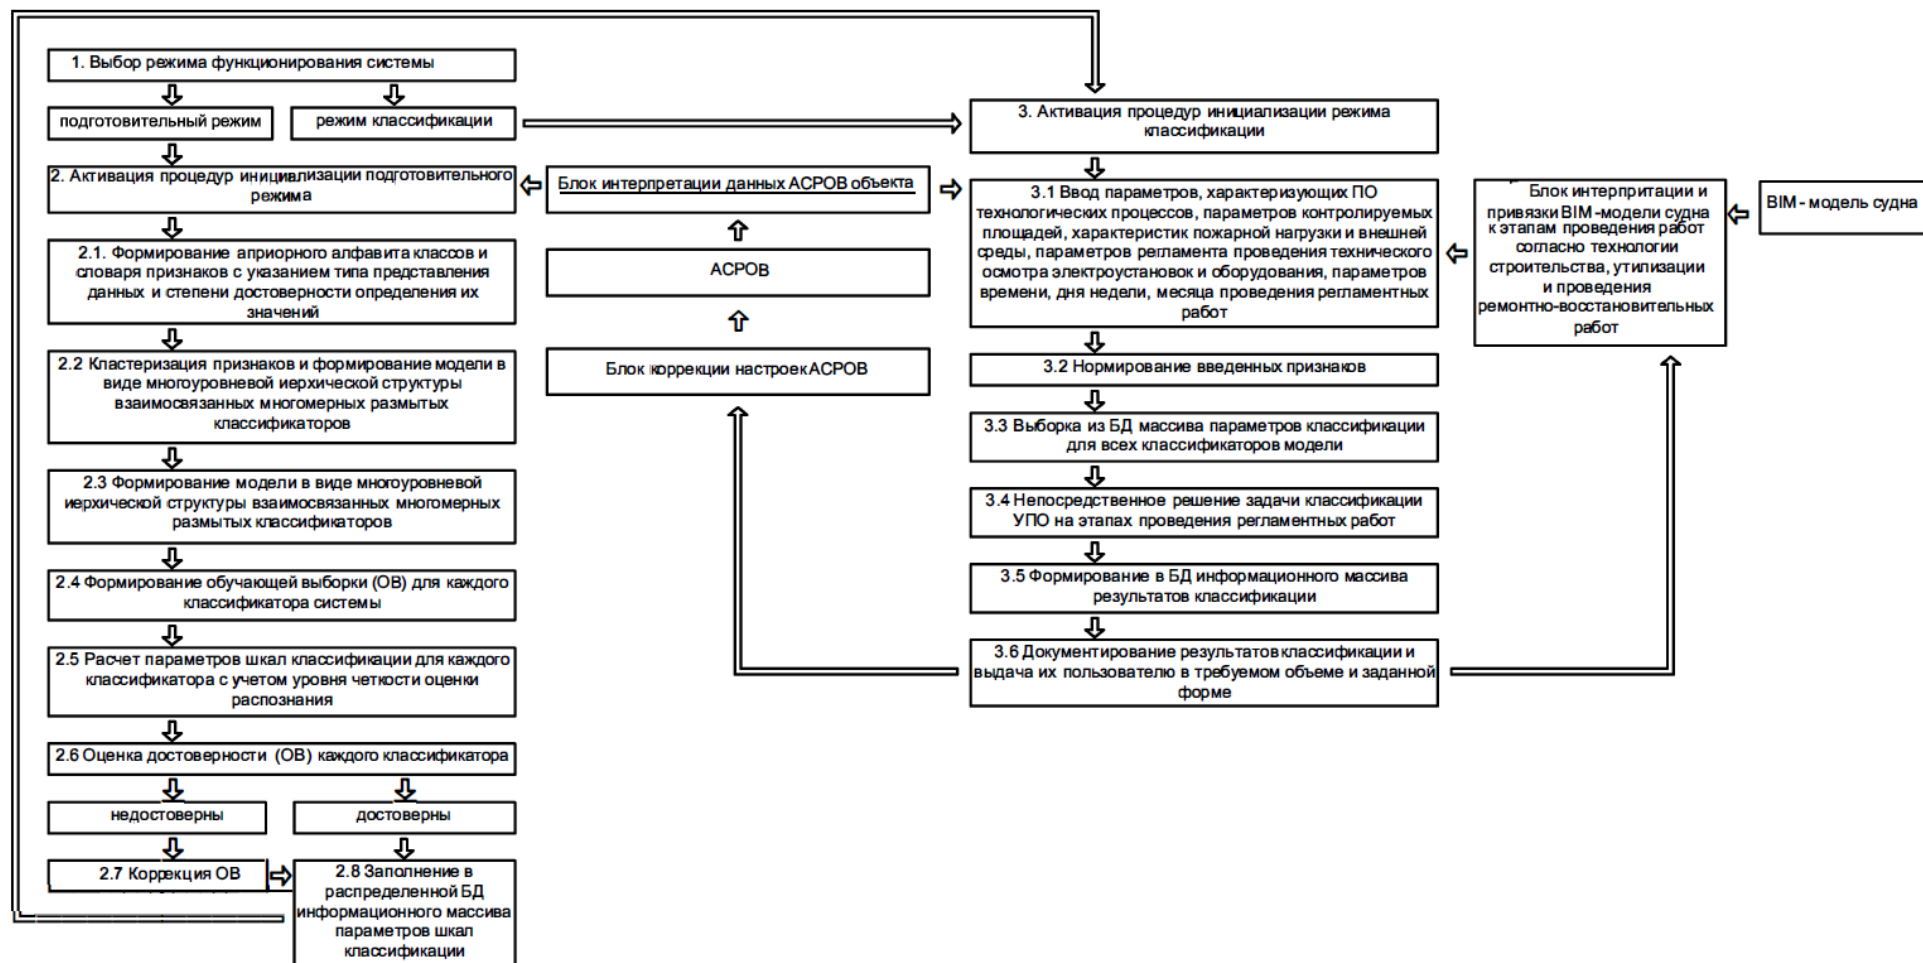 1. Выбор режима функционирования системы
подготовительный режим
режим классификации
2. Активация процедур инициализации подготовительного
режима
2.1. Формирование априорного алфавита классов и
словаря признаков с указанием типа представления
данных и степени достоверности определения их
значений
2.2 Кластеризация признаков и формирование модели в
виде многоуровневой иерхической структуры
взаимосвязанных многомерных размытых
классификаторов
2.3 Формирование модели в виде многоуровневой
иерхической структуры взаимосвязанных многомерных
размытых классификаторов
2.4 Формирование обучающей выборки (ОВ) для каждого
классификатора системы
2.5 Расчет параметров шкал классификации для каждого
классификатора с учетом уровня четкости оценки
распознания
2.6 Оценка достоверности (ОВ) каждого классификатора
недостоверны
достоверны
2.7 Коррекция ОВ
2.8 Заполнение в
распределенной БД
информационного массива
параметров шкал
классификации
Блок интерпретации данных АСРОВ объекта
АСРОВ
Блок коррекции настроек АСРОВ
3. Активация процедур инициализации режима
классификации
3.1 Ввод параметров, характеризующих ПО
технологических процессов, параметров контролируемых
площадей, характеристик пожарной нагрузки и внешней
среды, параметров регламента проведения технического
осмотра электроустановок и оборудования, параметров
времени, дня недели, месяца проведения регламентных
работ
3.2 Нормирование введенных признаков
3.3 Выборка из БД массива параметров классификации
для всех классификаторов модели
3.4 Непосредственное решение задачи классификации
УПО на этапах проведения регламентных работ
3.5 Формирование в БД информационного массива
результатов классификации
3.6 Документирование результатов классификации и
выдача их пользователю в требуемом объеме и заданной
форме
Блок интерпритации и
привязки BIM-модели судна
к этапам проведения работ
согласно технологии
строительства, утилизации
и проведения
ремонтно-восстановительных
работ
BIM - модель судна